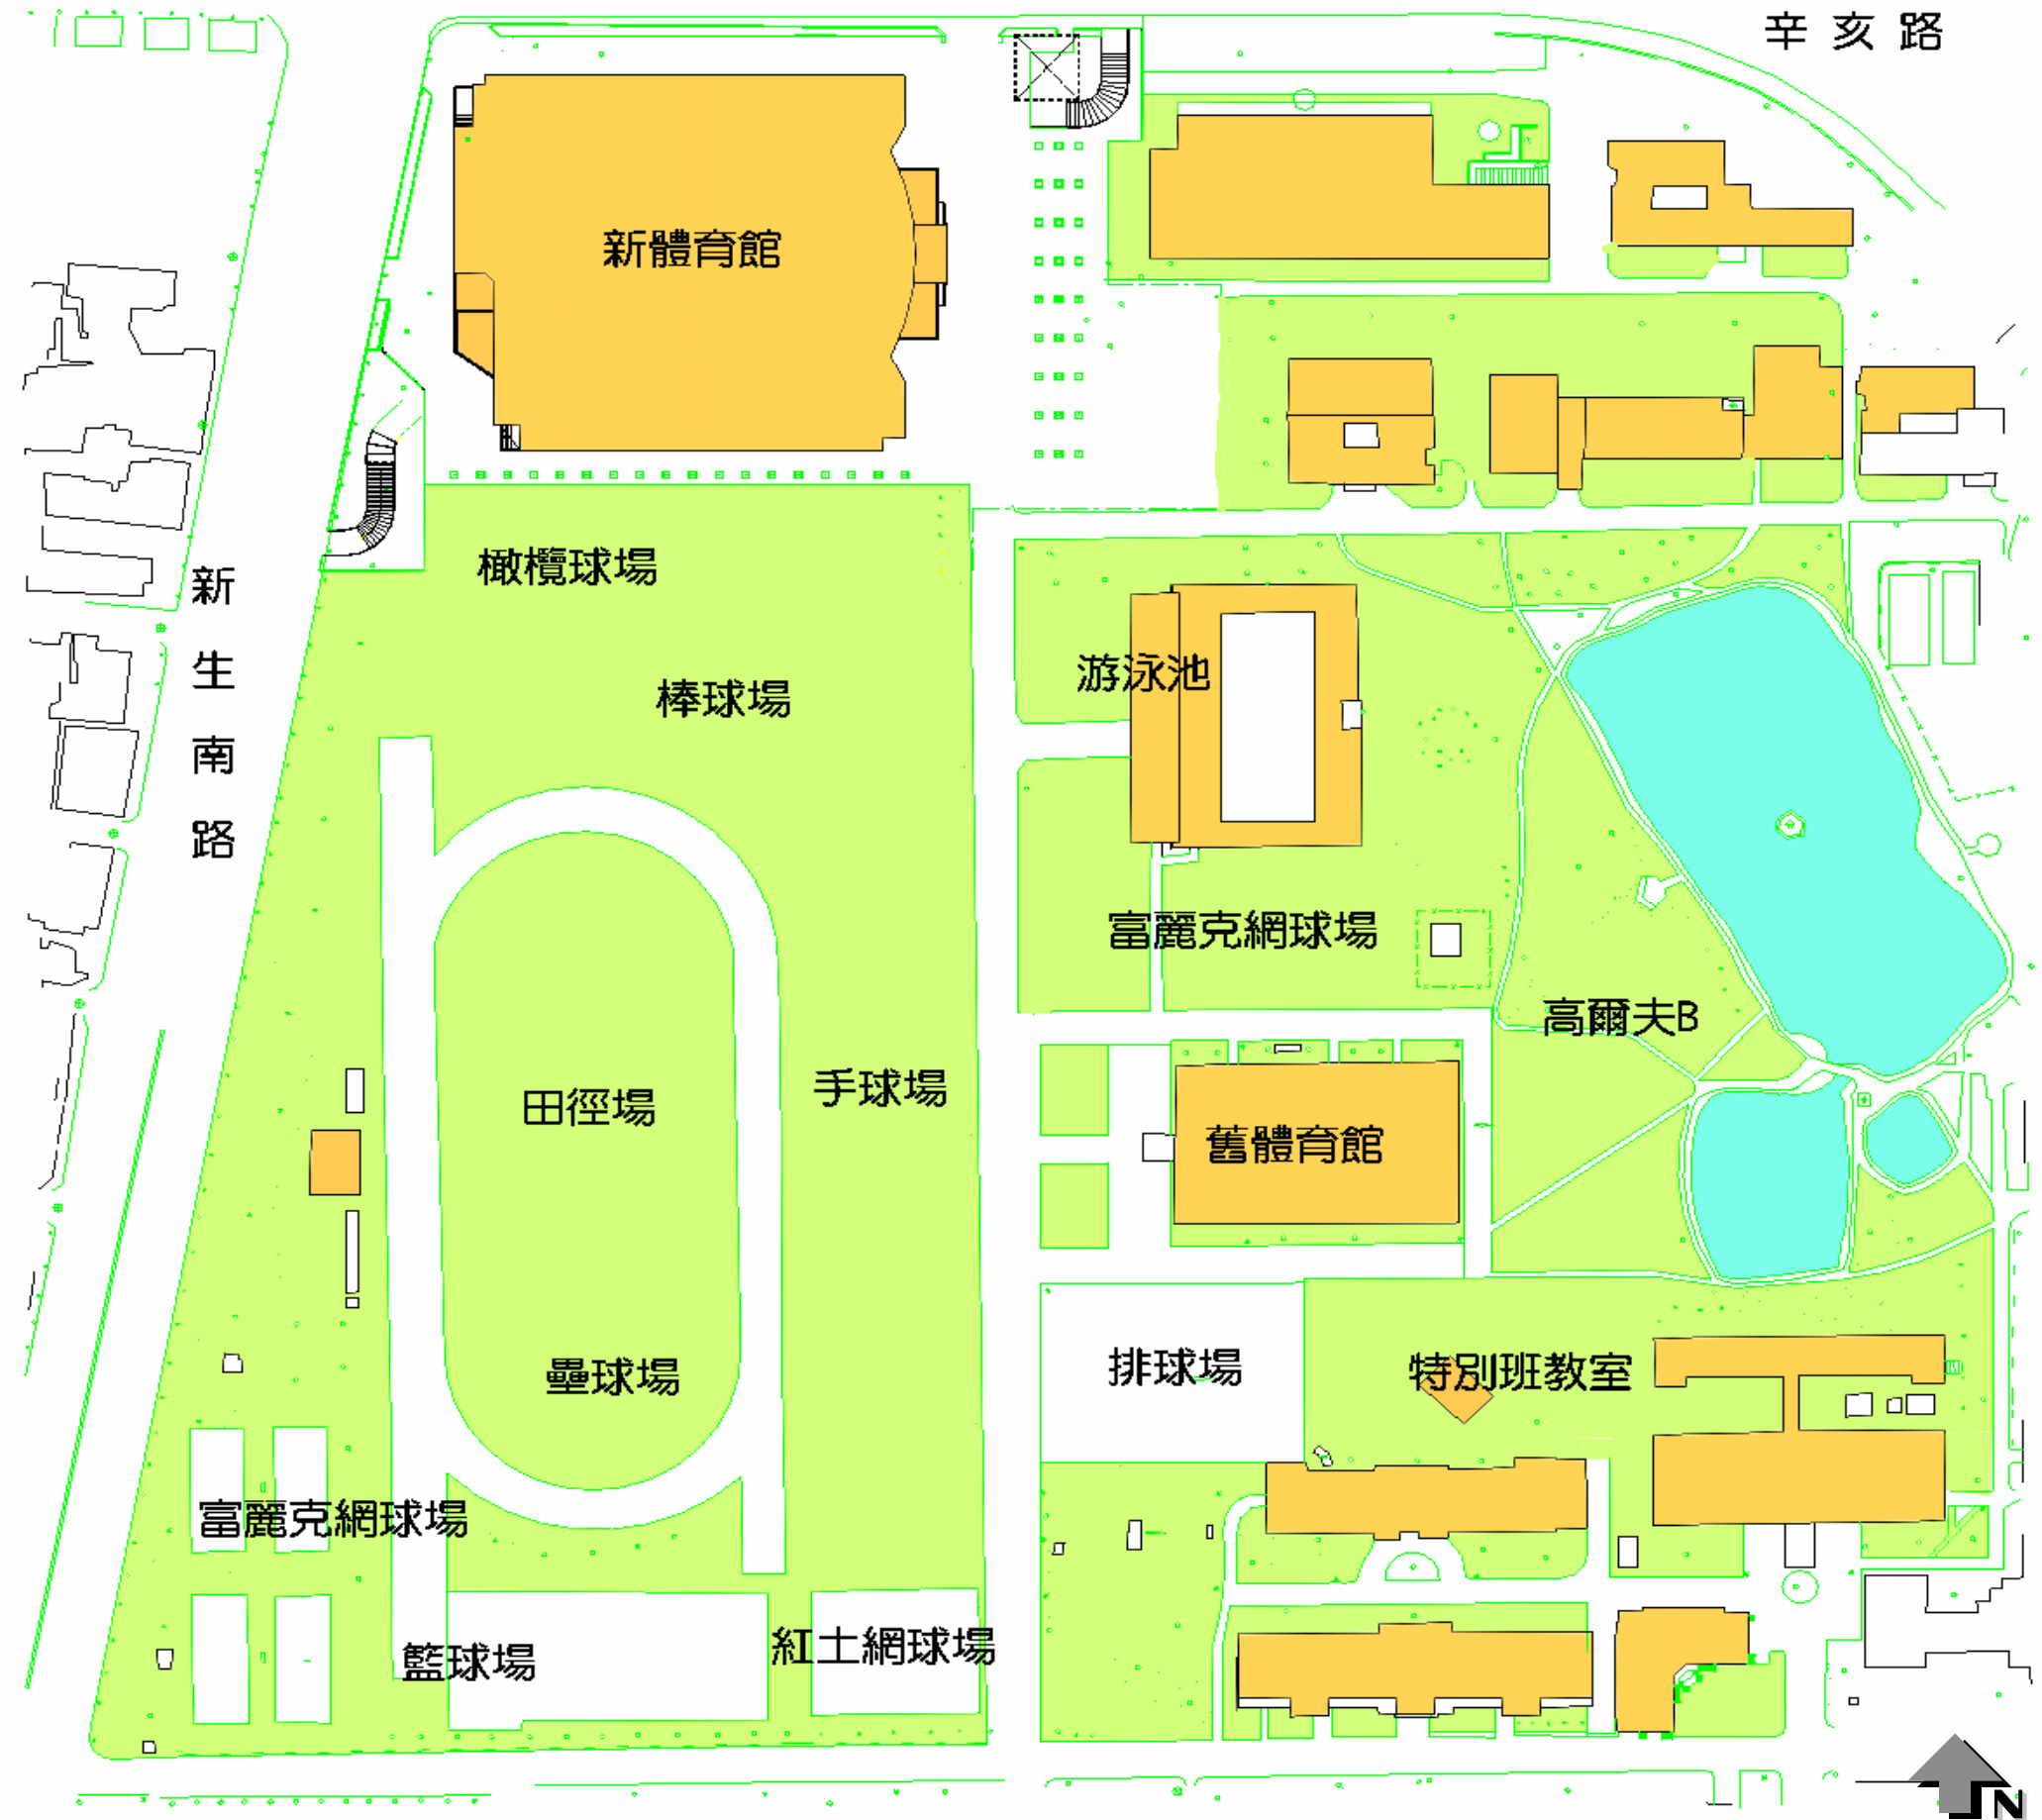 辛亥路
新體育館
橄欖球場
新生南路
棒球場
游泳池
富麗克網球場
高爾夫B
手球場
田徑場
舊體育館
排球場
特別班教室
壘球場
富麗克網球場
籃球場
紅土網球場
N